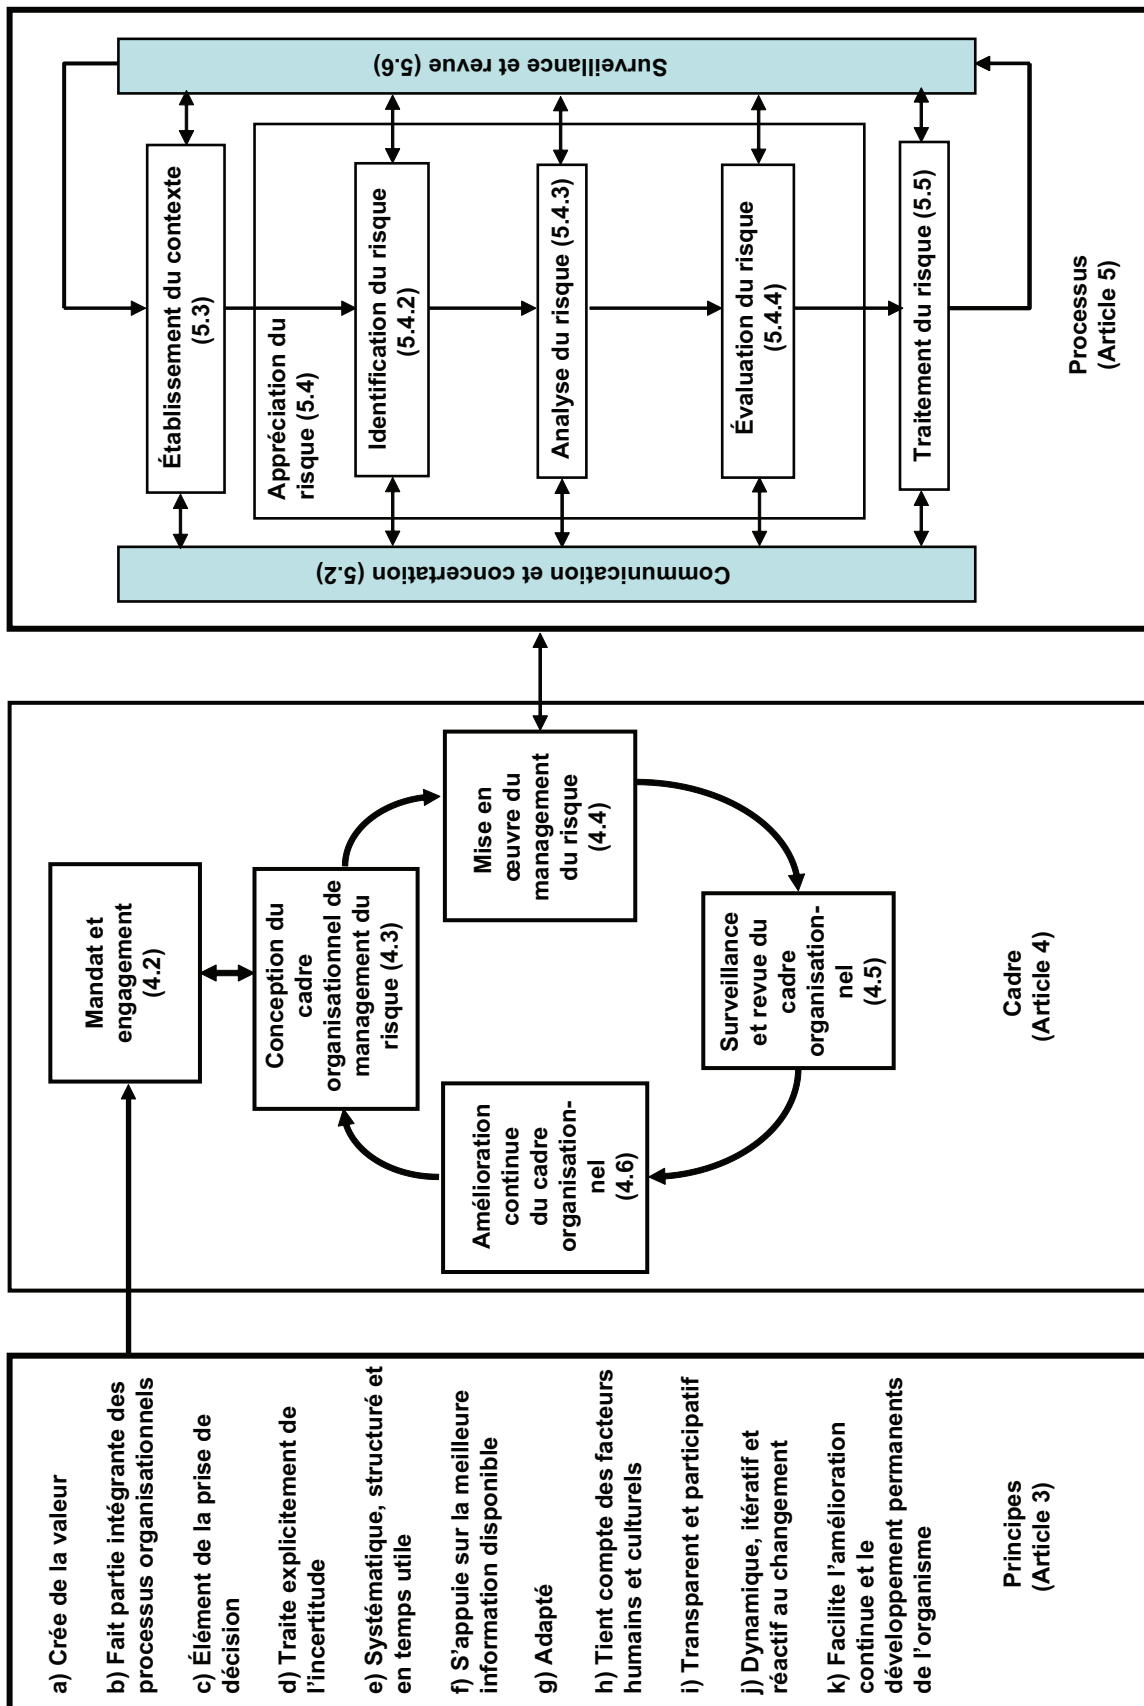 a) Crée de la valeur
b) Fait partie intégrante des
processus organisationnels
c) Élément de la prise de
décision
d) Traite explicitement de
l'incertitude
e) Systématique, structuré et
en temps utile
f) S'appuie sur la meilleure
information disponible
g) Adapté
h) Tient compte des facteurs
humains et culturels
i) Transparent et participatif
j) Dynamique, itératif et
réactif au changement
k) Facilite l'amélioration
continue et le
développement permanents
de l'organisme
Principes
(Article 3)
Mandat et
engagement
(4.2)
Conception du
cadre
organisationnel de
management du
risque (4.3)
Mise en
œuvre du
management
du risque
(4.4)
Surveillance
et revue du
cadre
organisation-
nel
(4.5)
Amélioration
continue
du cadre
organisation-
nel
(4.6)
Cadre
(Article 4)
Communication et concertation (5.2)
Établissement du contexte
(5.3)
Appréciation du
risque (5.4)
Identification du risque
(5.4.2)
Analyse du risque (5.4.3)
Évaluation du risque
(5.4.4)
Traitement du risque (5.5)
Surveillance et revue (5.6)
Processus
(Article 5)